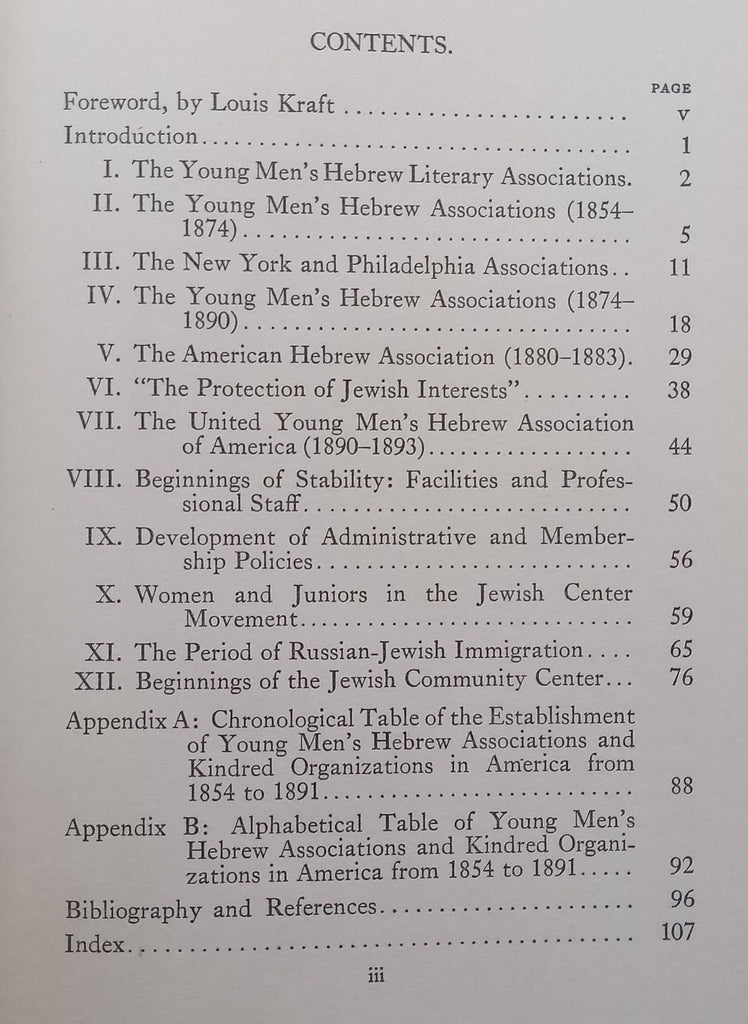 CONTENTS.
PAGE
Foreword, by Louis Kraft ........................ v
Introduction.................................... 1
I. The Young Men's Hebrew Literary Associations. 2
II. The Young Men's Hebrew Associations (1854–
1874)................................. 5
III. The New York and Philadelphia Associations.. 11
IV. The Young Men's Hebrew Associations (1874–
1890)................................. 18
V. The American Hebrew Association (1880–1883). 29
VI. "The Protection of Jewish Interests"......... 38
VII. The United Young Men's Hebrew Association
of America (1890–1893).................. 44
VIII. Beginnings of Stability: Facilities and Profes-
sional Staff............................ 50
IX. Development of Administrative and Member-
ship Policies........................... 56
X. Women and Juniors in the Jewish Center
Movement............................. 59
XI. The Period of Russian-Jewish Immigration.... 65
XII. Beginnings of the Jewish Community Center... 76
Appendix A: Chronological Table of the Establishment
of Young Men's Hebrew Associations and
Kindred Organizations in America from
1854 to 1891.......................... 88
Appendix B: Alphabetical Table of Young Men's
Hebrew Associations and Kindred Organi-
zations in America from 1854 to 1891..... 92
Bibliography and References..................... 96
Index........................................... 107
iii